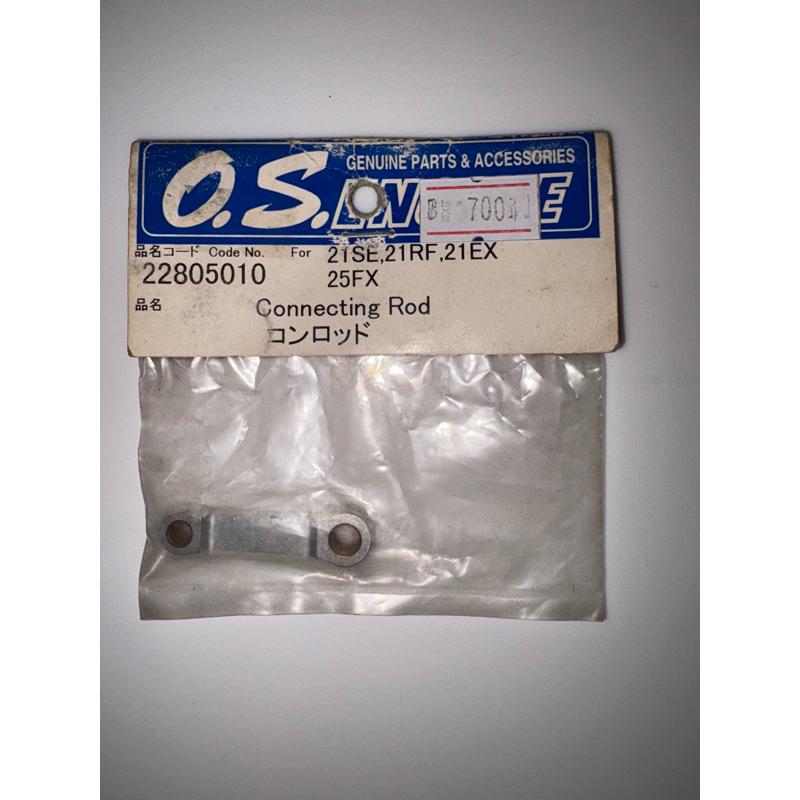 GENUINE PARTS & ACCESSORIES
O.S. ENGINE
品名コード Code No. For 21SE,21RF,21EX
22805010 25FX
品名 Connecting Rod
コンロッド